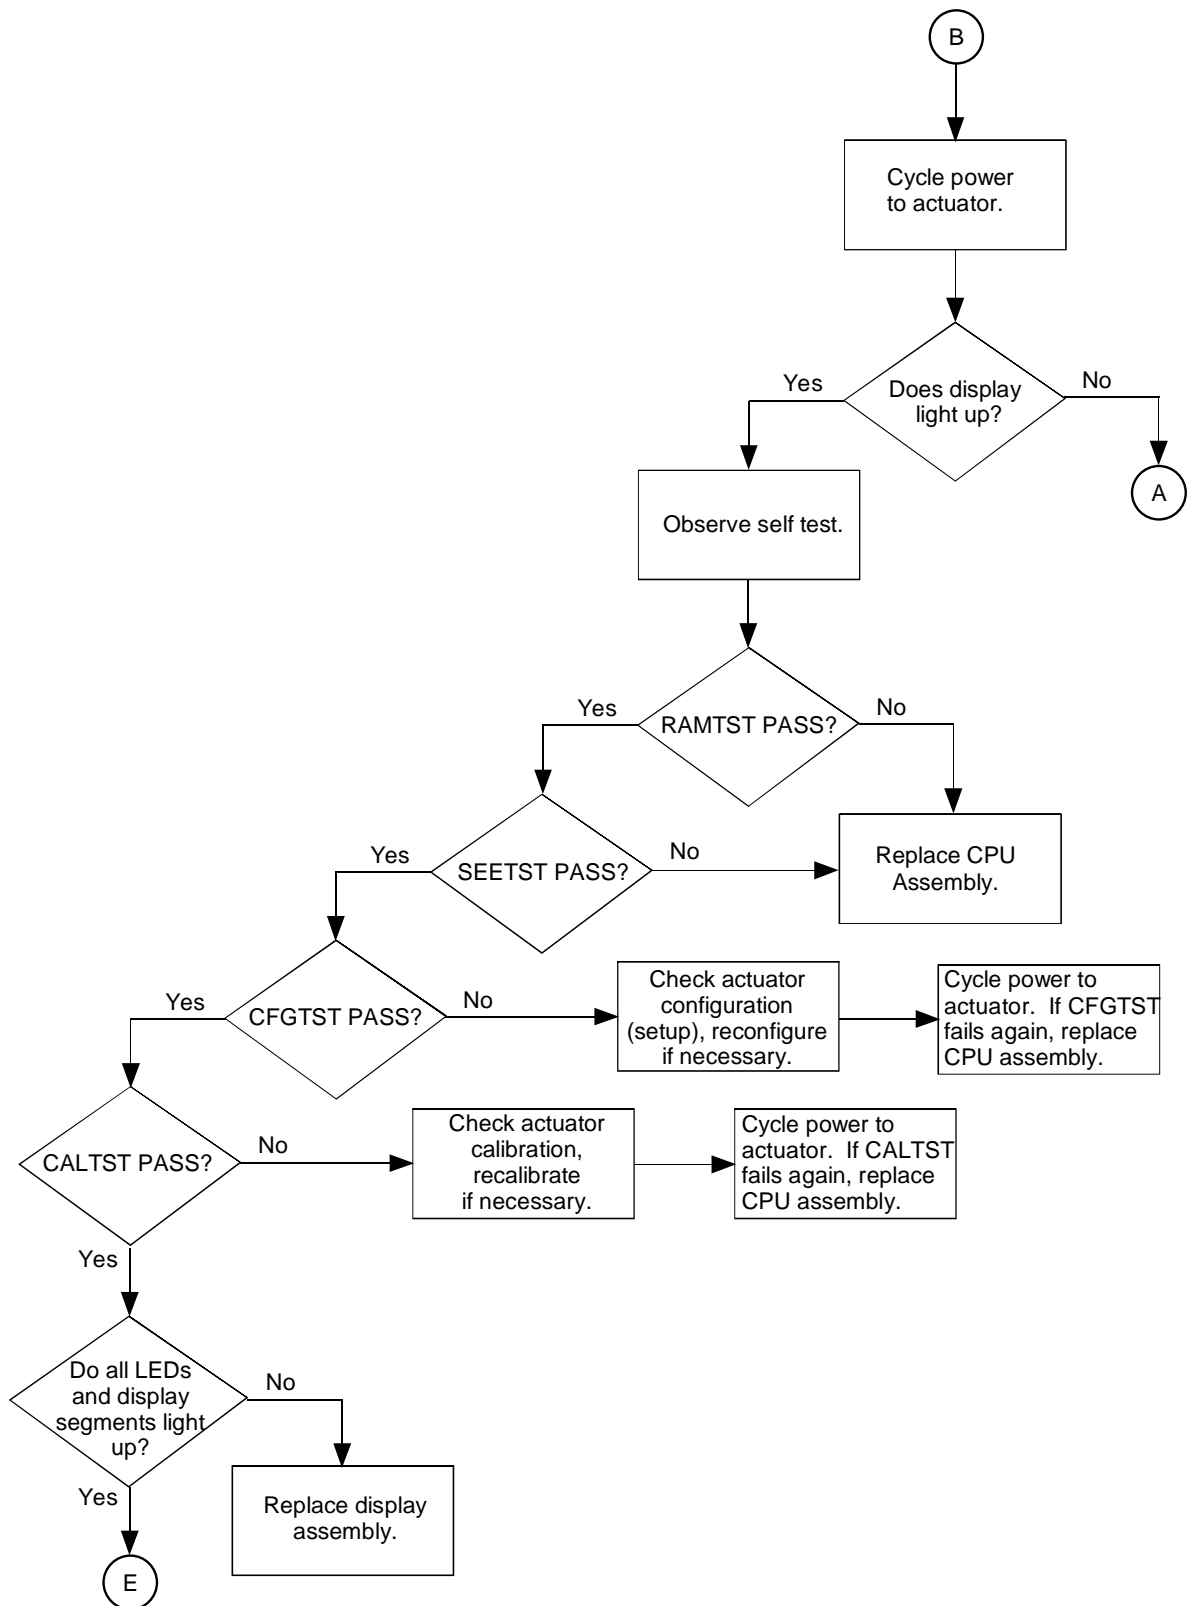 B
Cycle power
to actuator.
Does display
light up?
Yes
No
A
Observe self test.
RAMTST PASS?
Yes
No
SEETST PASS?
Yes
No
Replace CPU
Assembly.
CFGTST PASS?
Yes
No
Check actuator
configuration
(setup), reconfigure
if necessary.
Cycle power to
actuator.  If CFGTST
fails again, replace
CPU assembly.
CALTST PASS?
No
Check actuator
calibration,
recalibrate
if necessary.
Cycle power to
actuator.  If CALTST
fails again, replace
CPU assembly.
Yes
Do all LEDs
and display
segments light
up?
No
Replace display
assembly.
Yes
E